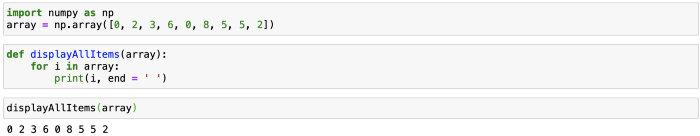 import numpy as np
array = np.array([0, 2, 3, 6, 0, 8, 5, 5, 2])
def displayAllItems(array):
    for i in array:
        print(i, end = ' ')
displayAllItems(array)
0 2 3 6 0 8 5 5 2